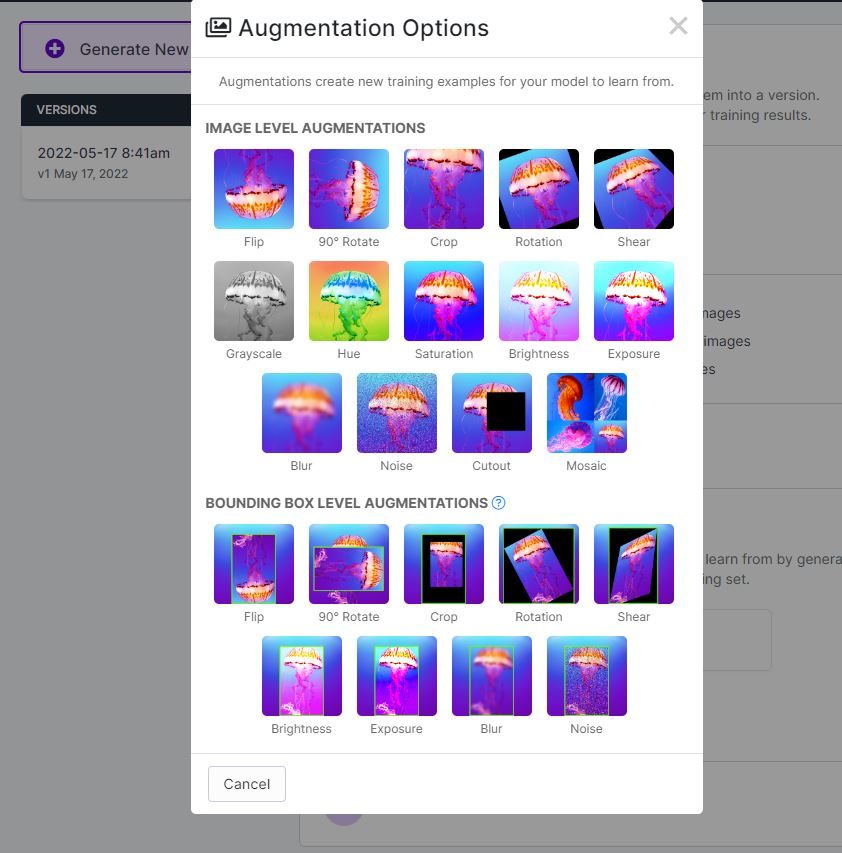 Augmentation Options
Generate New
Augmentations create new training examples for your model to learn from.
VERSIONS
2022-05-17 8:41am
v1 May 17, 2022
em into a version.
training results.
IMAGE LEVEL AUGMENTATIONS
Flip
90° Rotate
Crop
Rotation
Shear
Grayscale
Hue
Saturation
Brightness
Exposure
mages
images
es
Blur
Noise
Cutout
Mosaic
BOUNDING BOX LEVEL AUGMENTATIONS
learn from by genera
ing set.
Flip
90° Rotate
Crop
Rotation
Shear
Brightness
Exposure
Blur
Noise
Cancel